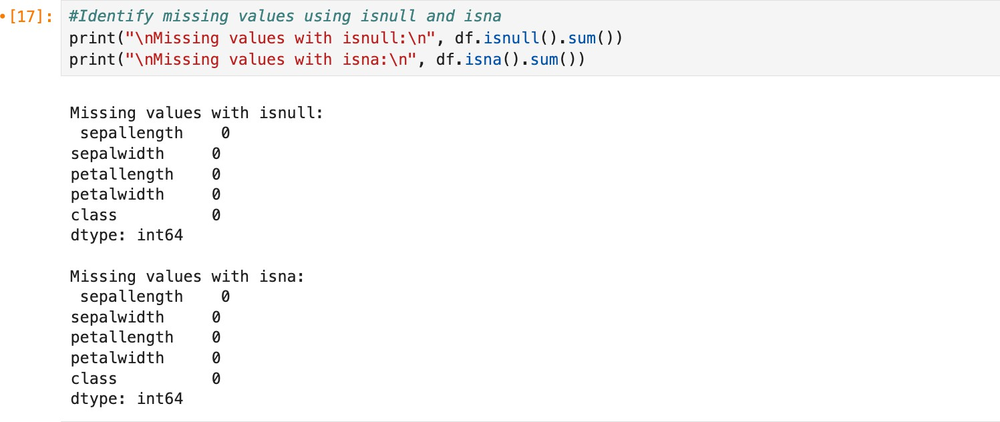 •[17]: #Identify missing values using isnull and isna
print("\nMissing values with isnull:\n", df.isnull().sum())
print("\nMissing values with isna:\n", df.isna().sum())
Missing values with isnull:
 sepallength    0
sepalwidth     0
petallength    0
petalwidth     0
class          0
dtype: int64
Missing values with isna:
 sepallength    0
sepalwidth     0
petallength    0
petalwidth     0
class          0
dtype: int64